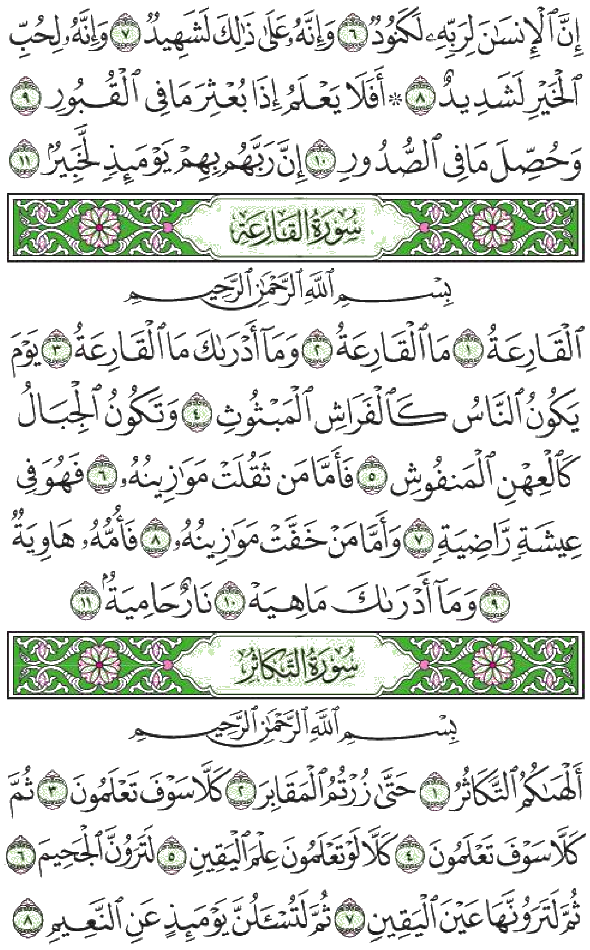 إِنَّ ٱلْإِنسَٰنَ لِرَبِّهِۦ لَكَنُودٌ ٦ وَإِنَّهُۥ عَلَىٰ ذَٰلِكَ لَشَهِيدٌ ٧ وَإِنَّهُۥ لِحُبِّ
ٱلْخَيْرِ لَشَدِيدٌ ٨ ۞ أَفَلَا يَعْلَمُ إِذَا بُعْثِرَ مَا فِى ٱلْقُبُورِ ٩
وَحُصِّلَ مَا فِى ٱلصُّدُورِ ١٠ إِنَّ رَبَّهُم بِهِمْ يَوْمَئِذٍ لَّخَبِيرٌۢ ١١
سُورَةُ القَارِعَةِ
بِسْمِ ٱللَّهِ ٱلرَّحْمَٰنِ ٱلرَّحِيمِ
ٱلْقَارِعَةُ ١ مَا ٱلْقَارِعَةُ ٢ وَمَآ أَدْرَىٰكَ مَا ٱلْقَارِعَةُ ٣ يَوْمَ
يَكُونُ ٱلنَّاسُ كَٱلْفَرَاشِ ٱلْمَبْثُوثِ ٤ وَتَكُونُ ٱلْجِبَالُ
كَٱلْعِهْنِ ٱلْمَنفُوشِ ٥ فَأَمَّا مَن ثَقُلَتْ مَوَٰزِينُهُۥ ٦ فَهُوَ فِى
عِيشَةٍ رَّاضِيَةٍ ٧ وَأَمَّا مَنْ خَفَّتْ مَوَٰزِينُهُۥ ٨ فَأُمُّهُۥ هَاوِيَةٌ
٩ وَمَآ أَدْرَىٰكَ مَا هِيَهْ ١٠ نَارٌ حَامِيَةٌۢ ١١
سُورَةُ التَّكَاثُرِ
بِسْمِ ٱللَّهِ ٱلرَّحْمَٰنِ ٱلرَّحِيمِ
أَلْهَىٰكُمُ ٱلتَّكَاثُرُ ١ حَتَّىٰ زُرْتُمُ ٱلْمَقَابِرَ ٢ كَلَّا سَوْفَ تَعْلَمُونَ ٣ ثُمَّ
كَلَّا سَوْفَ تَعْلَمُونَ ٤ كَلَّا لَوْ تَعْلَمُونَ عِلْمَ ٱلْيَقِينِ ٥ لَتَرَوُنَّ ٱلْجَحِيمَ ٦
ثُمَّ لَتَرَوُنَّهَا عَيْنَ ٱلْيَقِينِ ٧ ثُمَّ لَتُسْـَٔلُنَّ يَوْمَئِذٍ عَنِ ٱلنَّعِيمِ ٨